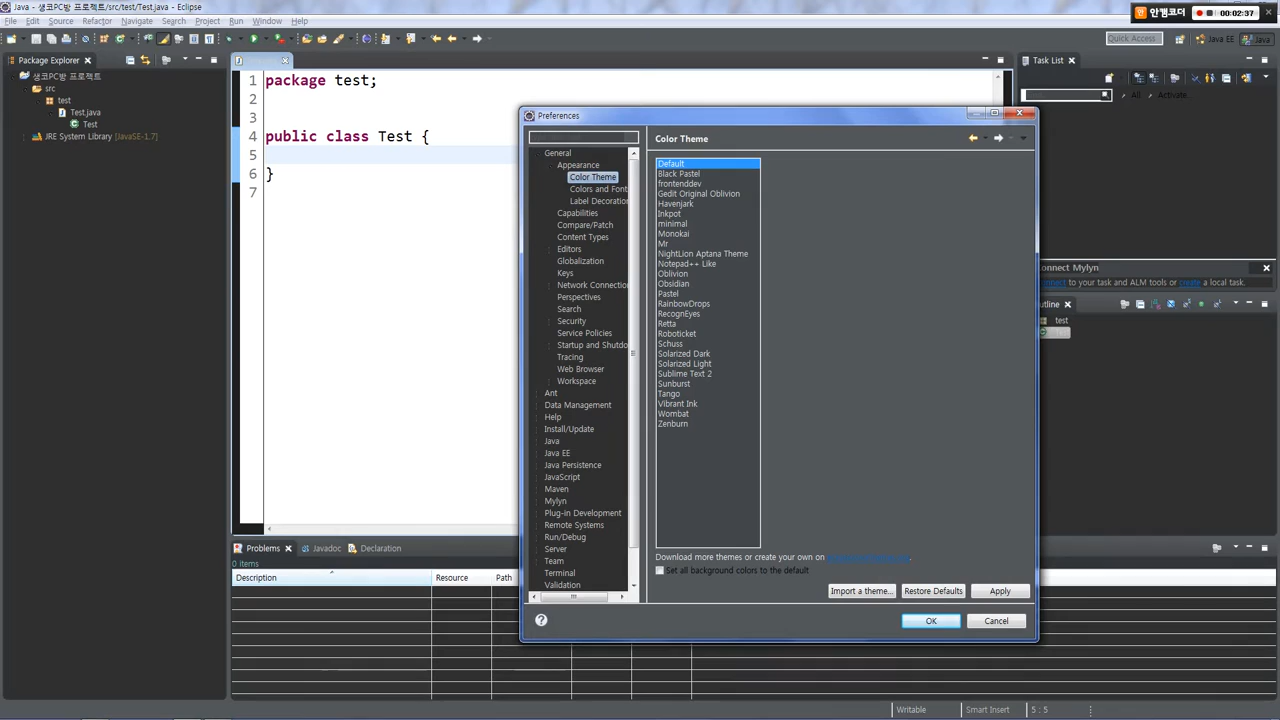 Java - 생코PC방 프로젝트/src/test/Test.java - Eclipse
안캠코더 00:02:37
File Edit Source Refactor Navigate Search Project Run Window Help
Quick Access Java EE Java
Package Explorer
생코PC방 프로젝트
src
test
Test.java
Test
JRE System Library [JavaSE-1.7]
1 package test;
2
3
4 public class Test {
5
6 }
7
Task List
All Activate...
Connect Mylyn
to your task and ALM tools or create a local task.
Outline
test
Preferences
General
Appearance
Color Theme
Colors and Font
Label Decoration
Capabilities
Compare/Patch
Content Types
Editors
Globalization
Keys
Network Connectio
Perspectives
Search
Security
Service Policies
Startup and Shutdo
Tracing
Web Browser
Workspace
Ant
Data Management
Help
Install/Update
Java
Java EE
Java Persistence
JavaScript
Maven
Mylyn
Plug-in Development
Remote Systems
Run/Debug
Server
Team
Terminal
Validation
Color Theme
Default
Black Pastel
frontenddev
Gedit Original Oblivion
Havenjark
Inkpot
minimal
Monokai
Mr
NightLion Aptana Theme
Notepad++ Like
Oblivion
Obsidian
Pastel
RainbowDrops
RecognEyes
Retta
Roboticket
Schuss
Solarized Dark
Solarized Light
Sublime Text 2
Sunburst
Tango
Vibrant Ink
Wombat
Zenburn
Download more themes or create your own on
Set all background colors to the default
Import a theme... Restore Defaults Apply
OK Cancel
Problems Javadoc Declaration
0 items
Description Resource Path
Writable Smart Insert 5 : 5